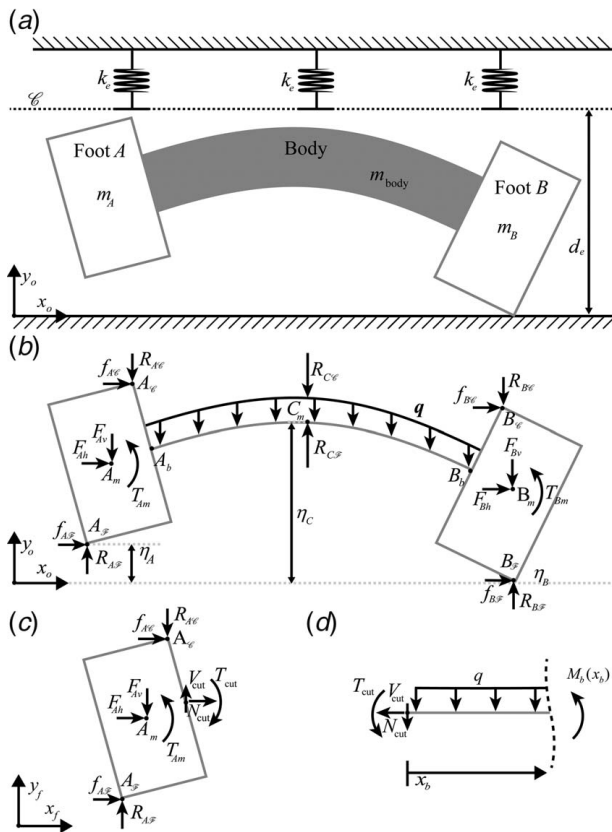 (a)
k_e k_e k_e
𝒞
Foot A Body
m_A m_body Foot B
m_B
d_e
y_o
x_o
(b)
R_A𝒞 R_C𝒞 R_B𝒞
f_A𝒞 A_𝒞 f_B𝒞 B_𝒞
F_Av C_m q
F_Ah A_m A_b R_Cℱ B_b F_Bv
T_Am F_Bh B_m T_Bm
η_C
f_Aℱ A_ℱ
R_Aℱ η_A
y_o
x_o
B_ℱ η_B
f_Bℱ R_Bℱ
(c) (d)
R_A𝒞
f_A𝒞 A_𝒞
F_Av V_cut T_cut
F_Ah N_cut
A_m T_Am
y_f
x_f
f_Aℱ A_ℱ
R_Aℱ
q
T_cut V_cut M_b(x_b)
N_cut
x_b